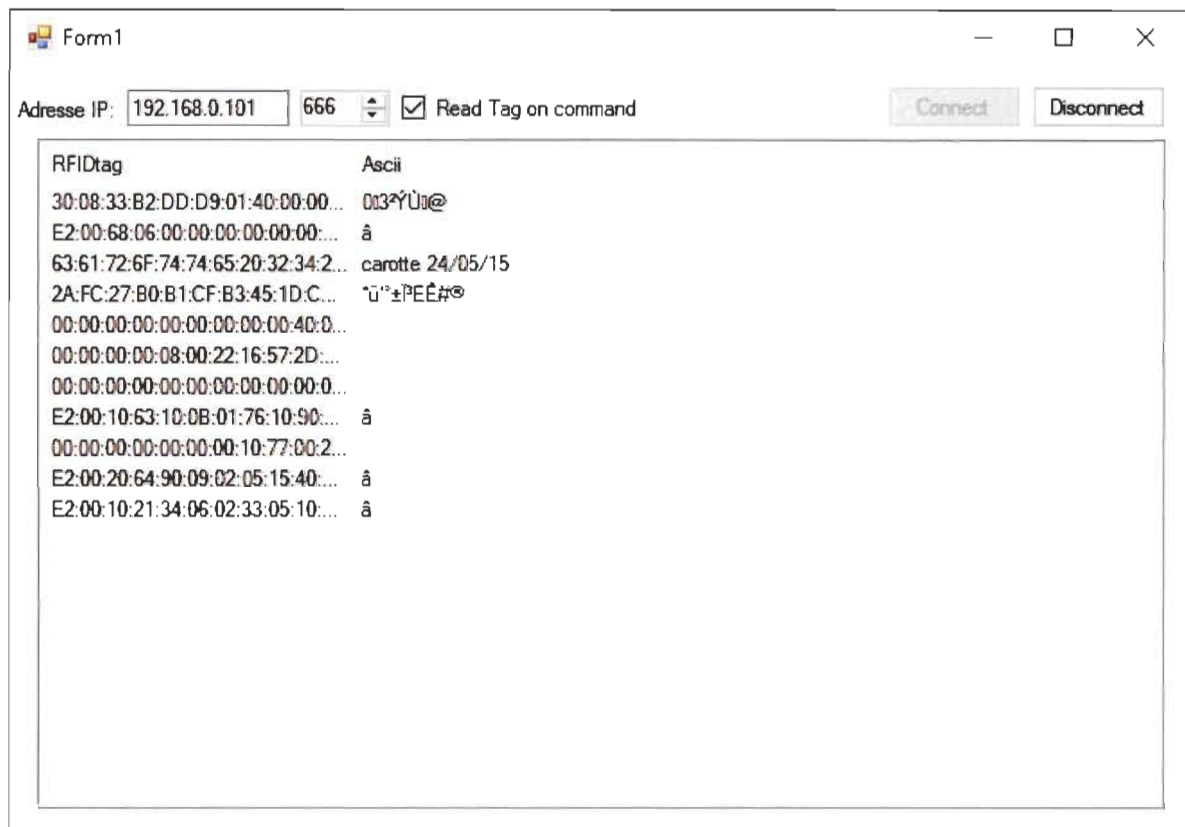 Form1
Adresse IP: 192.168.0.101 666 Read Tag on command Connect Disconnect
RFIDtag Ascii
30:08:33:B2:DD:D9:01:40:00:00...
E2:00:68:06:00:00:00:00:00:00:... â
63:61:72:6F:74:74:65:20:32:34:2... carotte 24/05/15
2A:FC:27:B0:B1:CF:B3:45:1D:C...
00:00:00:00:00:00:00:00:00:40:0...
00:00:00:00:08:00:22:16:57:2D:...
00:00:00:00:00:00:00:00:00:00:0...
E2:00:10:63:10:0B:01:76:10:90:... â
00:00:00:00:00:00:00:10:77:00:2...
E2:00:20:64:90:09:02:05:15:40:... â
E2:00:10:21:34:06:02:33:05:10:... â